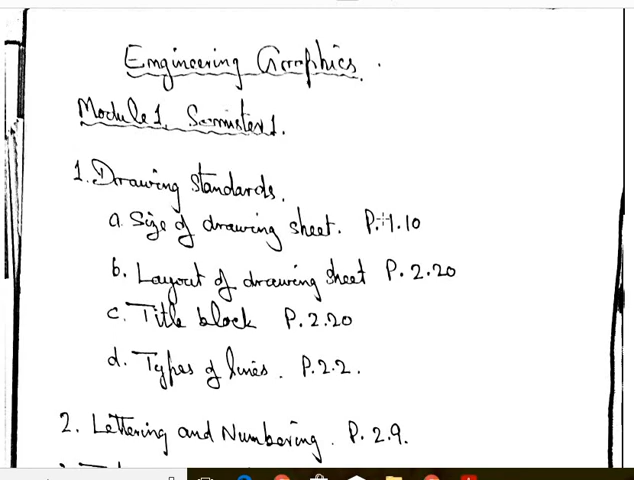 Engineering Graphics.
Module 1. Semister 1.
1. Drawing standards.
a. Size of drawing sheet. P. 1.10
b. Layout of drawing sheet P. 2.20
c. Title block P. 2.20
d. Types of lines. P. 2.2.
2. Lettering and Numbering. P. 2.9.